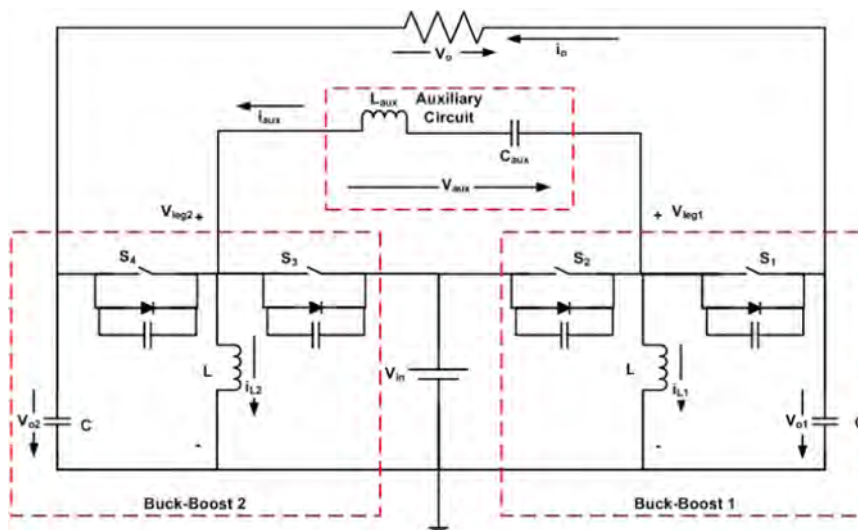 Vo
io
Laux Auxiliary
Circuit
iaux
Caux
Vaux
Vleg2 +
+ Vleg1
S4
S3
S2
S1
L
iL2
Vin
L
iL1
Vo2
C
Vo1
C
-
-
Buck-Boost 2
Buck-Boost 1